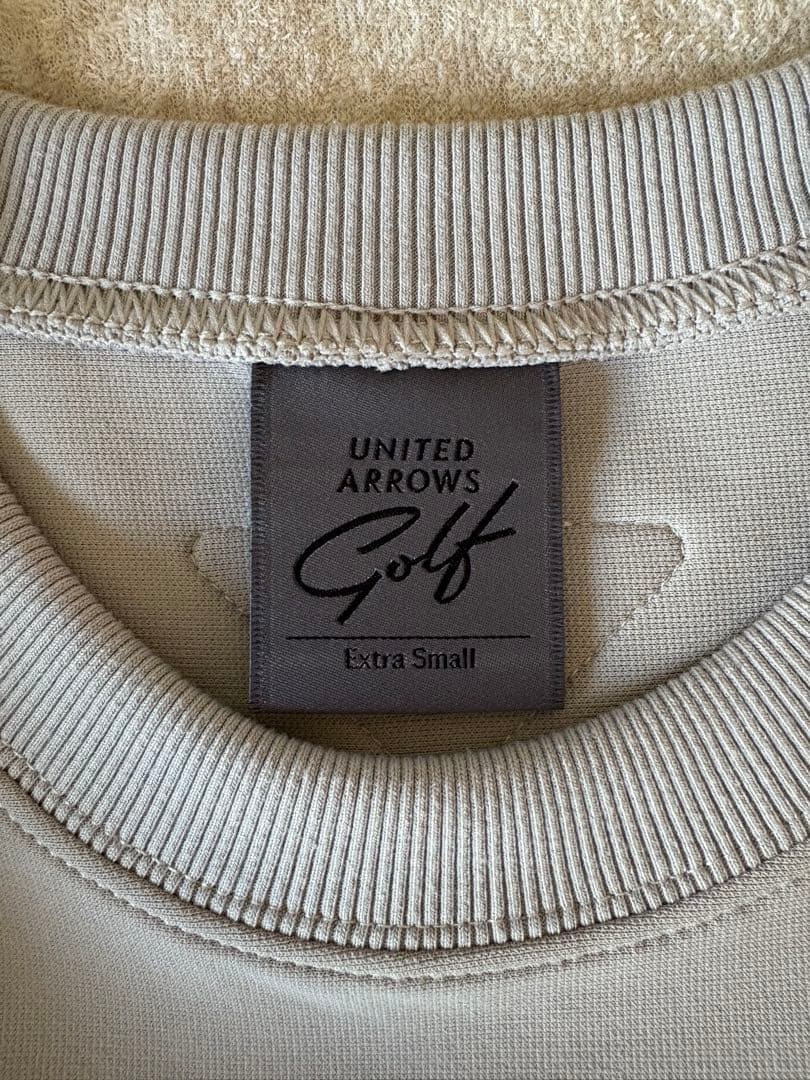 UNITED
ARROWS
Golf
Extra Small